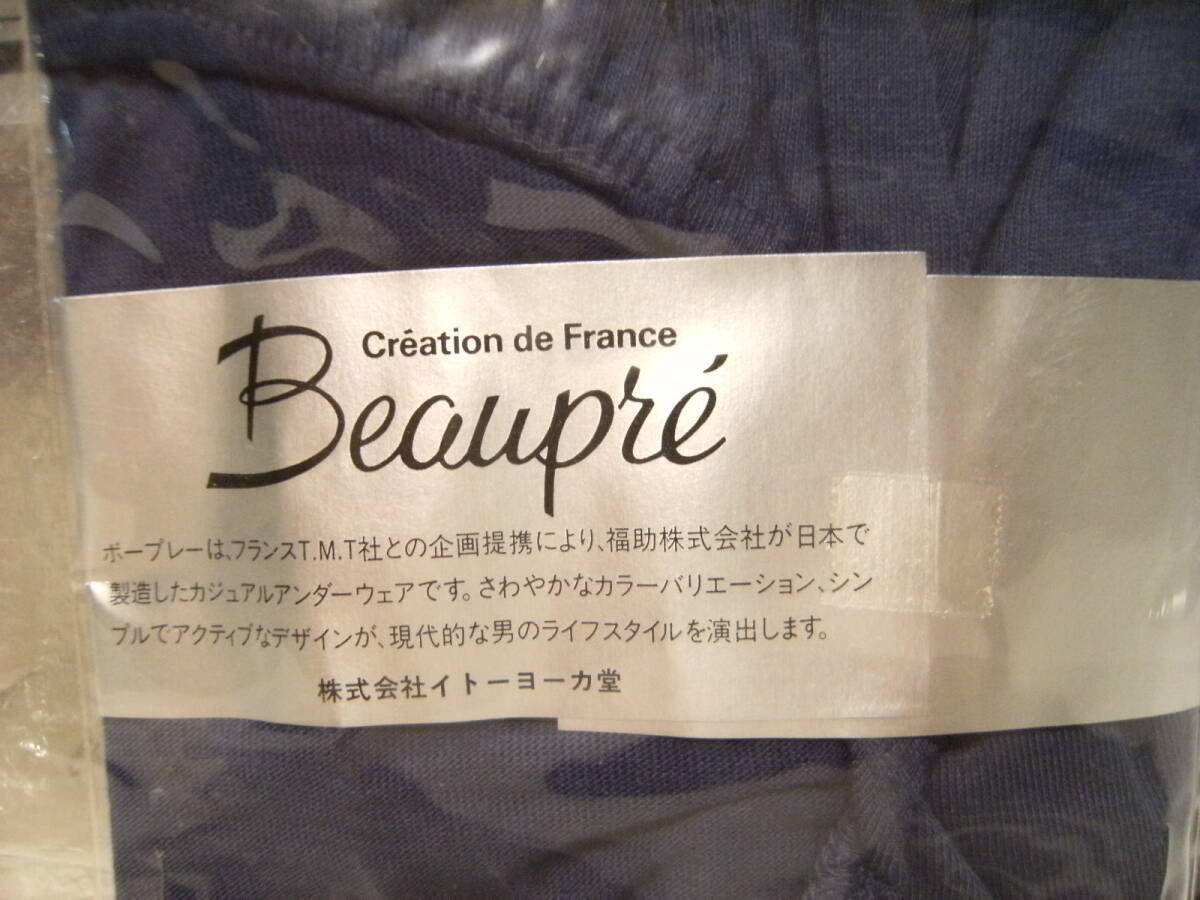 Création de France
Beaupré
ボープレーは、フランスT.M.T社との企画提携により、福助株式会社が日本で
製造したカジュアルアンダーウェアです。さわやかなカラーバリエーション、シン
プルでアクティブなデザインが、現代的な男のライフスタイルを演出します。
株式会社イトーヨーカ堂